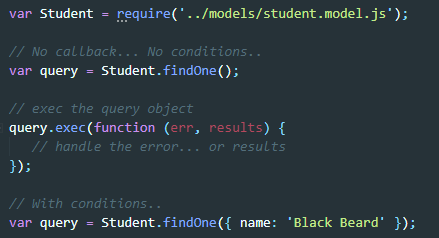 var Student = require('../models/student.model.js');
// No callback... No conditions..
var query = Student.findOne();
// exec the query object
query.exec(function (err, results) {
// handle the error... or results
});
// With conditions..
var query = Student.findOne({ name: 'Black Beard' });